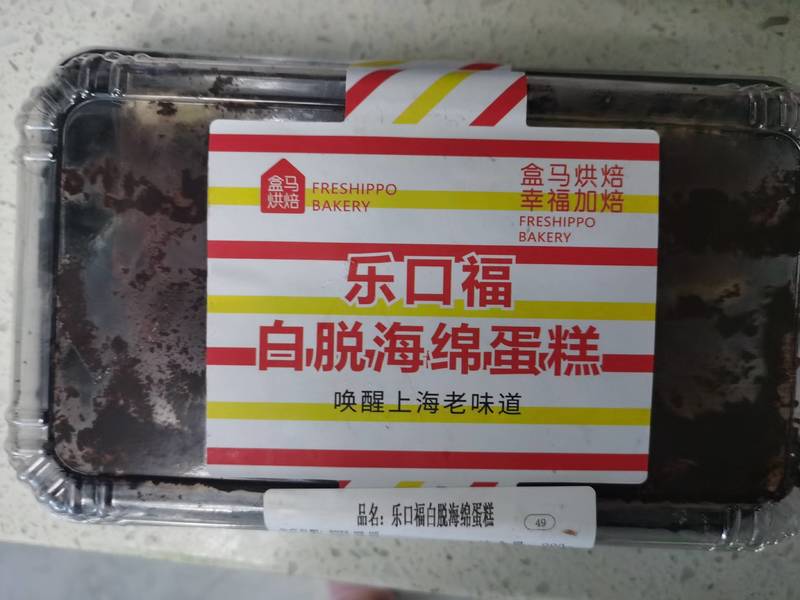 盒马
烘焙
FRESHIPPO
BAKERY
盒马烘焙
幸福加焙
FRESHIPPO
BAKERY
乐口福
白脱海绵蛋糕
唤醒上海老味道
品名：乐口福白脱海绵蛋糕
49